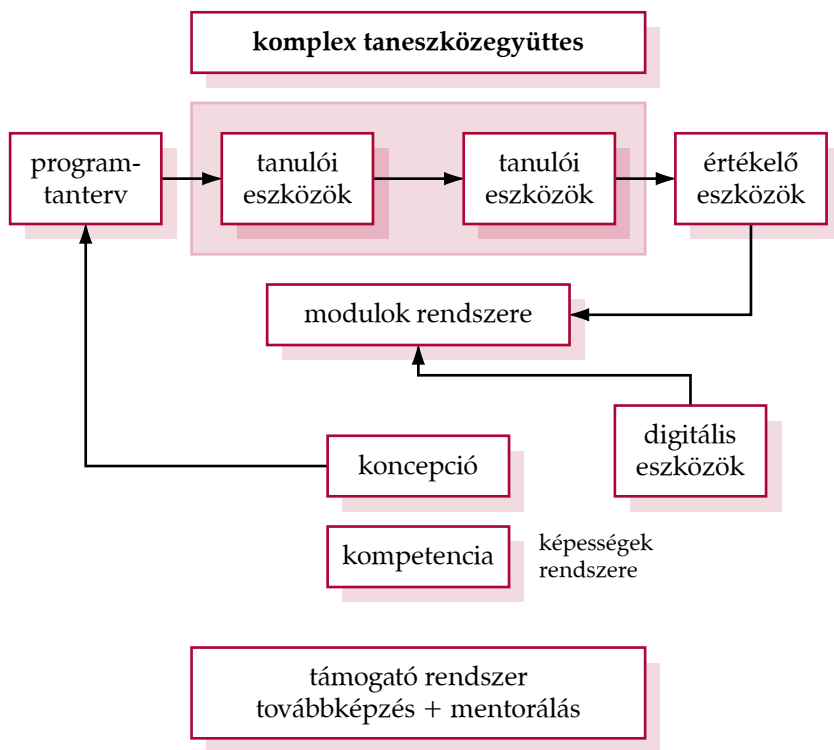 komplex taneszközegyüttes
program-
tanterv
tanulói
eszközök
tanulói
eszközök
értékelő
eszközök
modulok rendszere
digitális
eszközök
koncepció
kompetencia
képességek
rendszere
támogató rendszer
továbbképzés + mentorálás